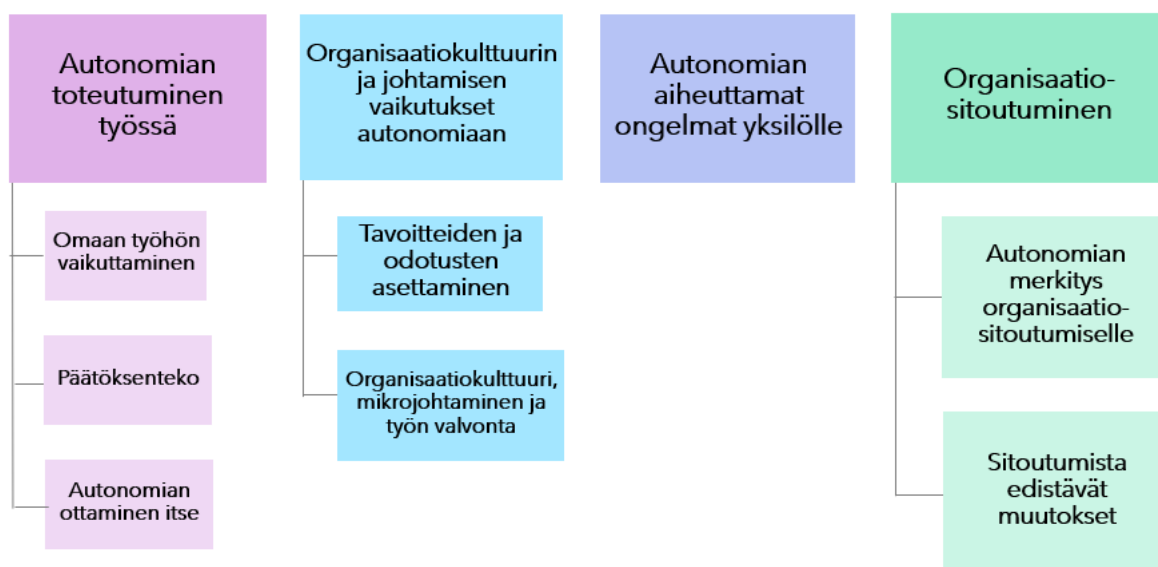 Autonomian
toteutuminen
työssä
Omaan työhön
vaikuttaminen
Päätöksenteko
Autonomian
ottaminen itse
Organisaatiokulttuurin
ja johtamisen
vaikutukset
autonomiaan
Tavoitteiden ja
odotusten
asettaminen
Organisaatiokulttuuri,
mikrojohtaminen ja
työn valvonta
Autonomian
aiheuttamat
ongelmat yksilölle
Organisaatio-
sitoutuminen
Autonomian
merkitys
organisaatio-
sitoutumiselle
Sitoutumista
edistävät
muutokset